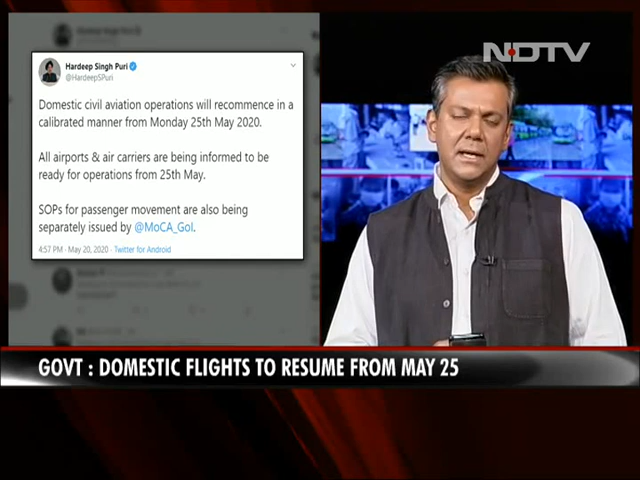 NDTV
Hardeep Singh Puri
@HardeepSPuri
Domestic civil aviation operations will recommence in a
calibrated manner from Monday 25th May 2020.
All airports & air carriers are being informed to be
ready for operations from 25th May.
SOPs for passenger movement are also being
separately issued by @MoCA_GoI.
4:57 PM · May 20, 2020 · Twitter for Android
GOVT : DOMESTIC FLIGHTS TO RESUME FROM MAY 25